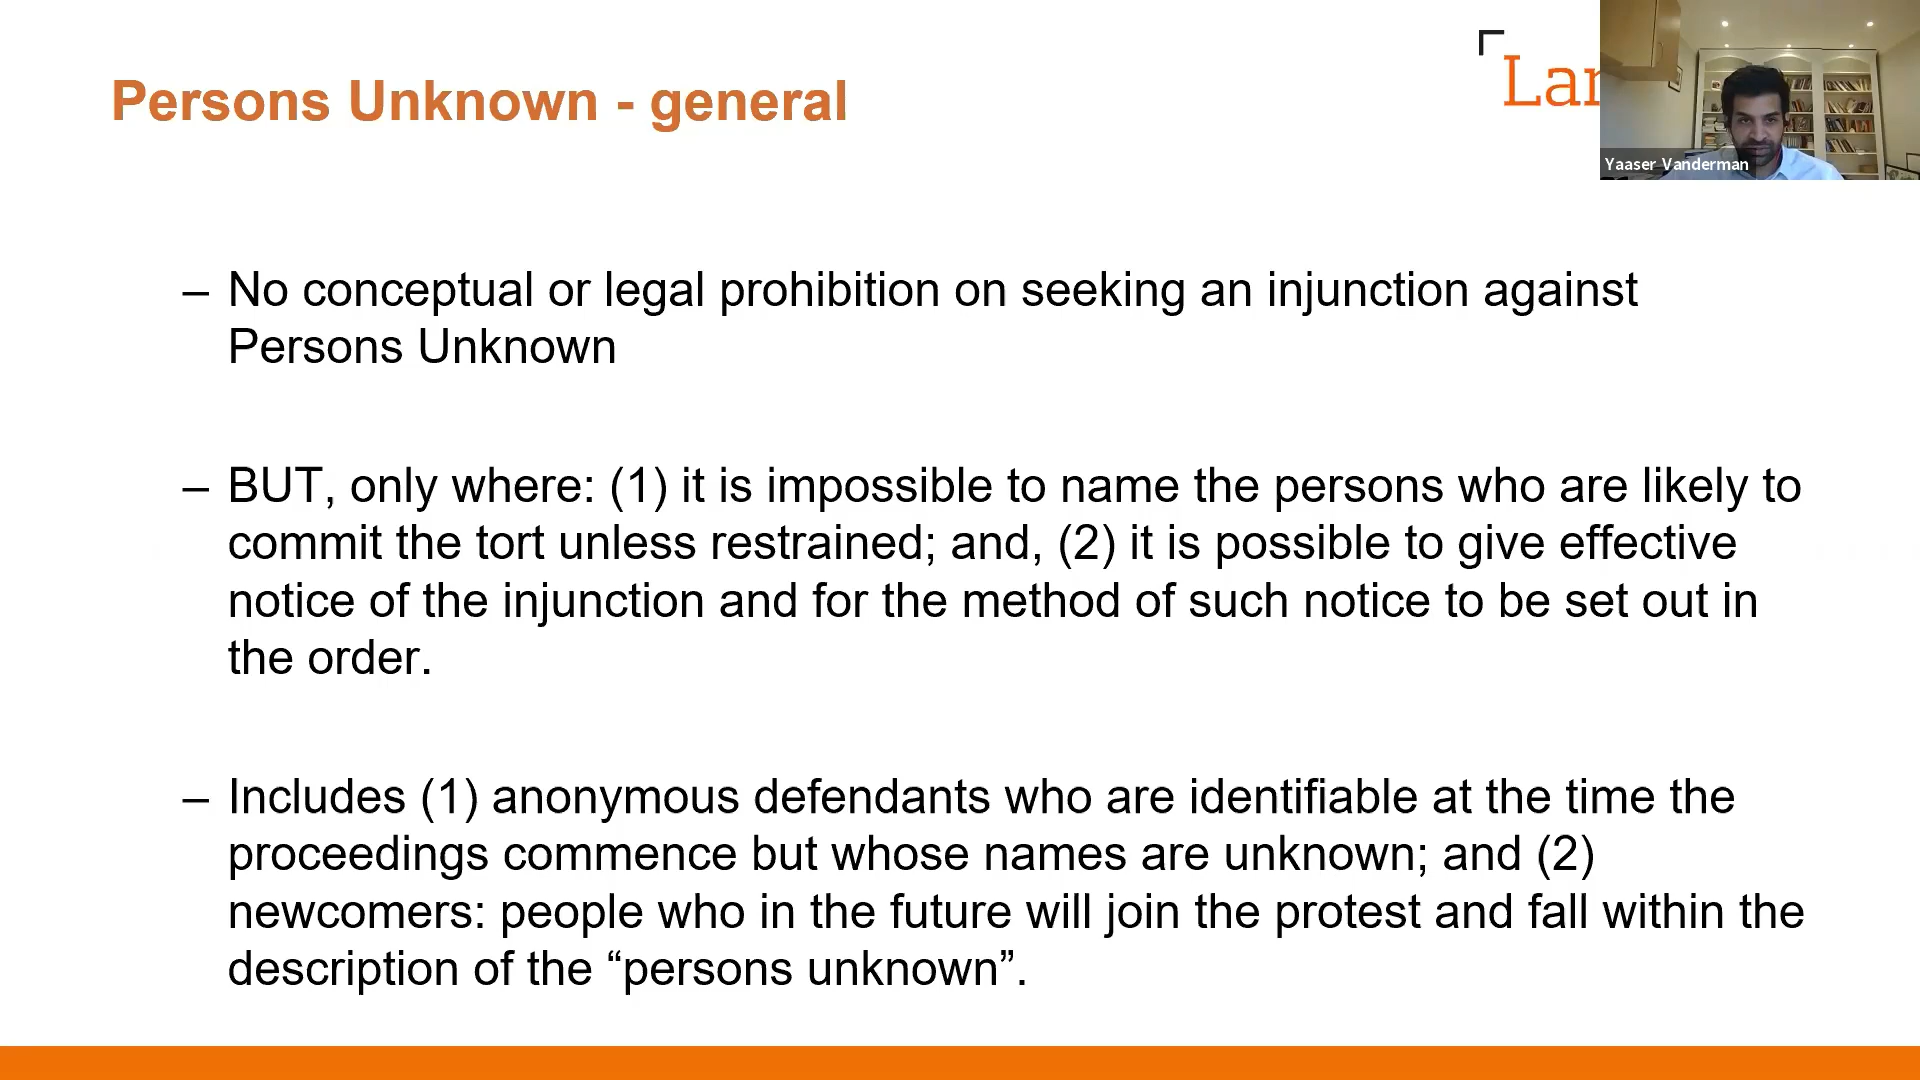 Persons Unknown - general
Lan
Yaaser Vanderman
– No conceptual or legal prohibition on seeking an injunction against
Persons Unknown
– BUT, only where: (1) it is impossible to name the persons who are likely to
commit the tort unless restrained; and, (2) it is possible to give effective
notice of the injunction and for the method of such notice to be set out in
the order.
– Includes (1) anonymous defendants who are identifiable at the time the
proceedings commence but whose names are unknown; and (2)
newcomers: people who in the future will join the protest and fall within the
description of the “persons unknown”.